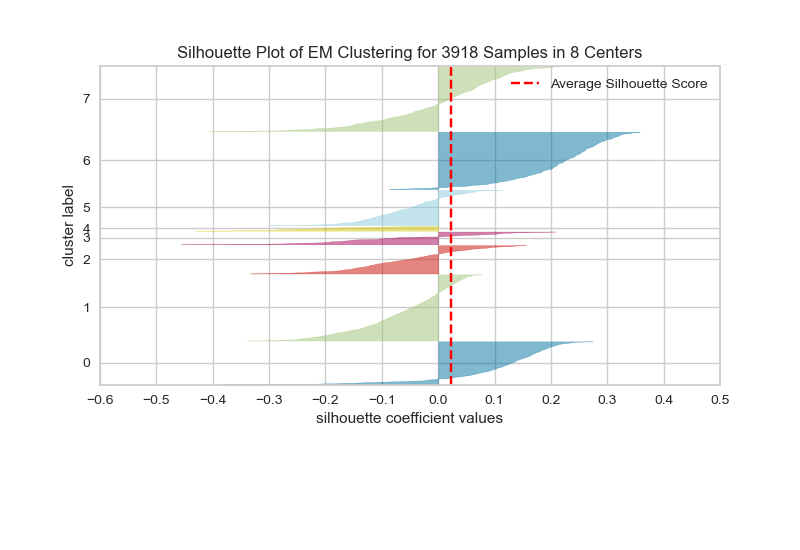 Silhouette Plot of EM Clustering for 3918 Samples in 8 Centers
Average Silhouette Score
7
6
5
4
3
2
1
0
cluster label
−0.6 −0.5 −0.4 −0.3 −0.2 −0.1 0.0 0.1 0.2 0.3 0.4 0.5
silhouette coefficient values